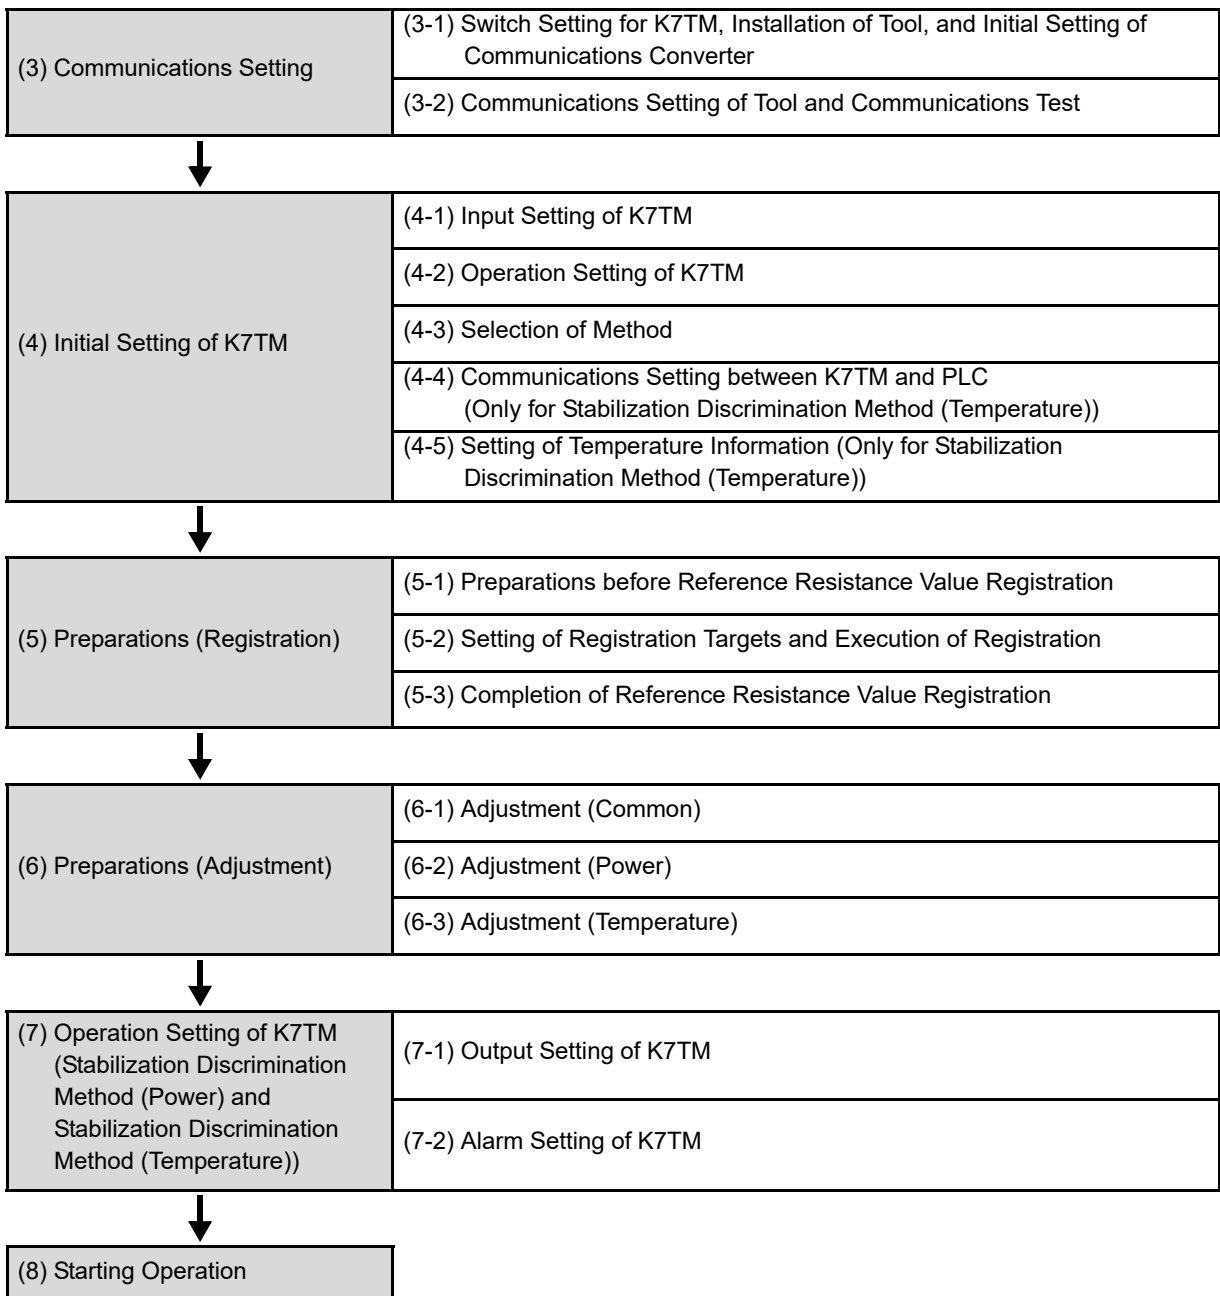 (3) Communications Setting
(3-1) Switch Setting for K7TM, Installation of Tool, and Initial Setting of
Communications Converter
(3-2) Communications Setting of Tool and Communications Test
(4) Initial Setting of K7TM
(4-1) Input Setting of K7TM
(4-2) Operation Setting of K7TM
(4-3) Selection of Method
(4-4) Communications Setting between K7TM and PLC
(Only for Stabilization Discrimination Method (Temperature))
(4-5) Setting of Temperature Information (Only for Stabilization
Discrimination Method (Temperature))
(5) Preparations (Registration)
(5-1) Preparations before Reference Resistance Value Registration
(5-2) Setting of Registration Targets and Execution of Registration
(5-3) Completion of Reference Resistance Value Registration
(6) Preparations (Adjustment)
(6-1) Adjustment (Common)
(6-2) Adjustment (Power)
(6-3) Adjustment (Temperature)
(7) Operation Setting of K7TM
(Stabilization Discrimination
Method (Power) and
Stabilization Discrimination
Method (Temperature))
(7-1) Output Setting of K7TM
(7-2) Alarm Setting of K7TM
(8) Starting Operation